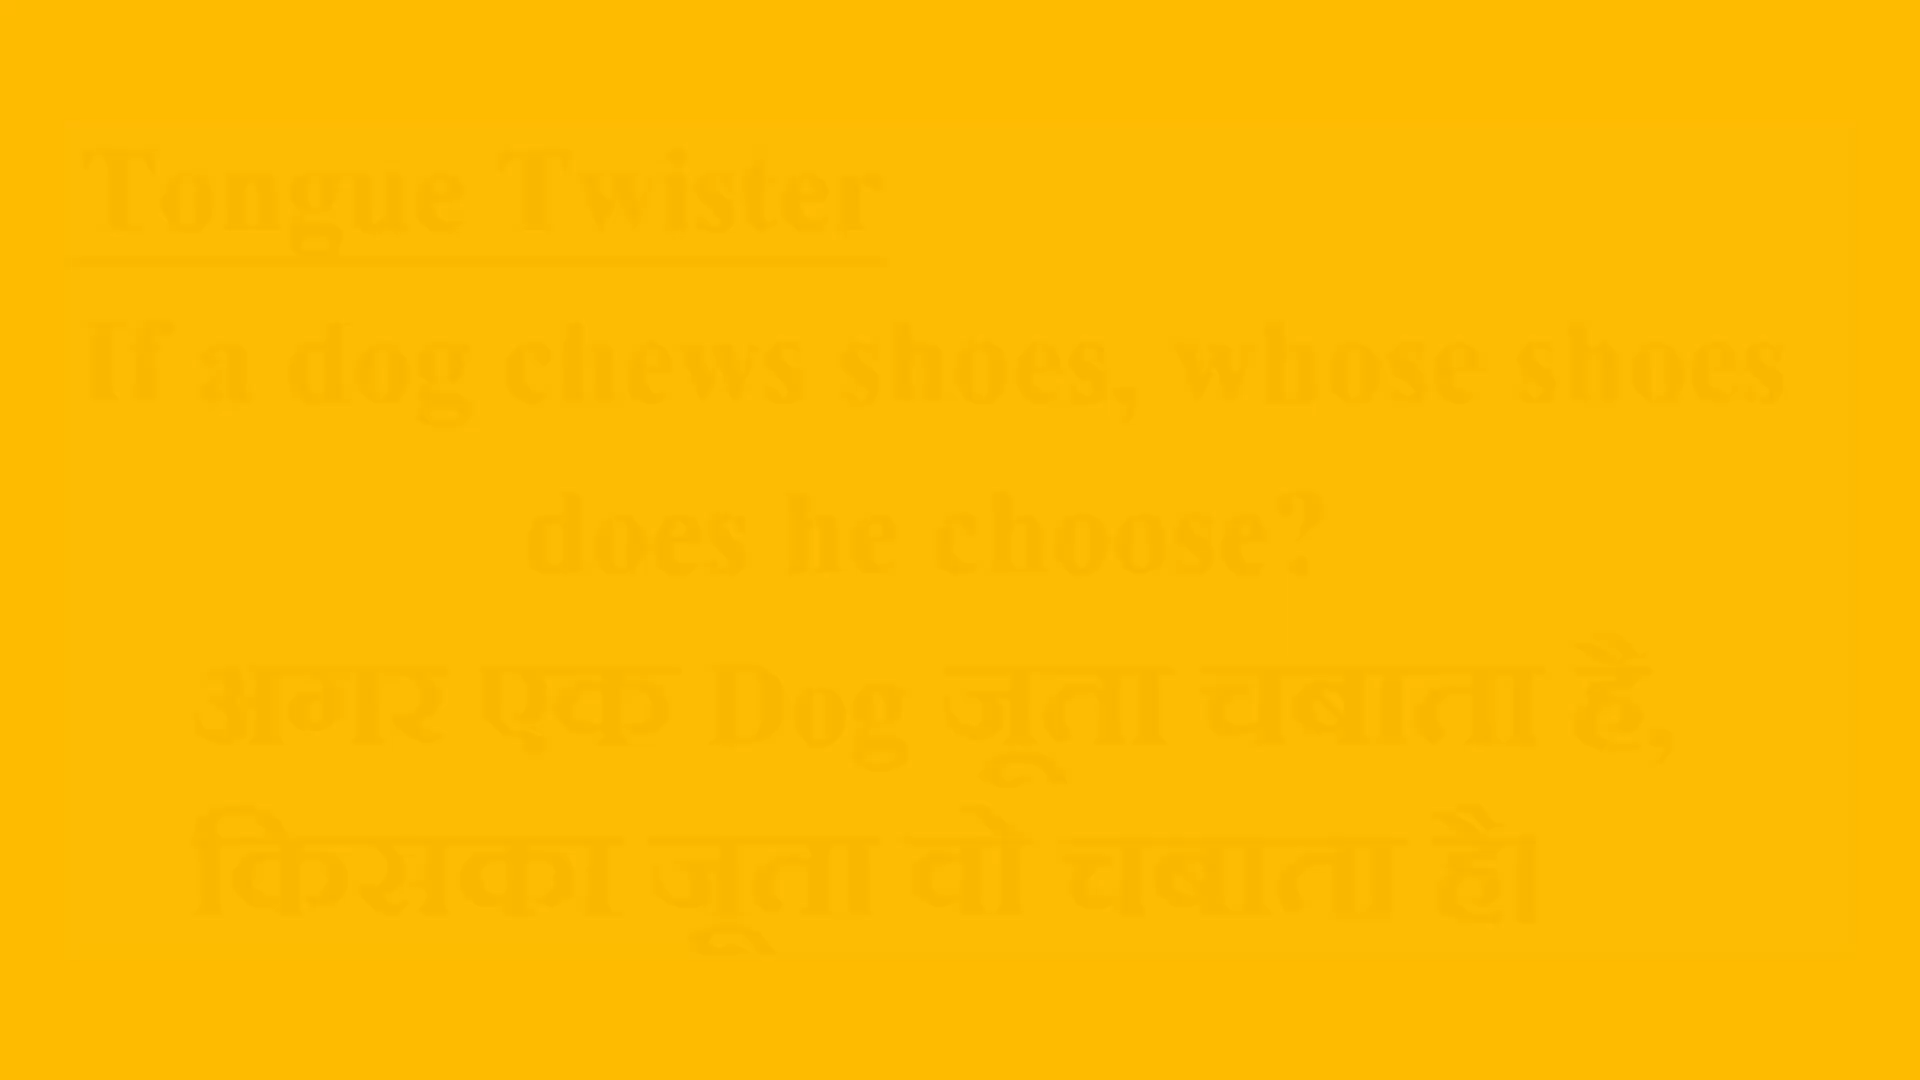 Tongue Twister
If a dog chews shoes, whose shoes
does he choose?
अगर एक Dog जूता चबाता है,
किसका जूता वो चबाता है।